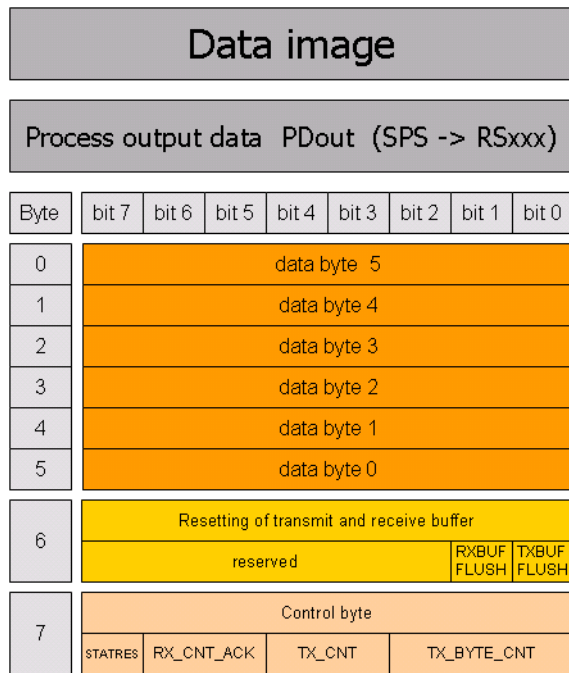 Data image
Process output data PDout (SPS -> RSxxx)
Byte bit 7 bit 6 bit 5 bit 4 bit 3 bit 2 bit 1 bit 0
0 data byte 5
1 data byte 4
2 data byte 3
3 data byte 2
4 data byte 1
5 data byte 0
6 Resetting of transmit and receive buffer
reserved RXBUF FLUSH TXBUF FLUSH
7 Control byte
STATRES RX_CNT_ACK TX_CNT TX_BYTE_CNT